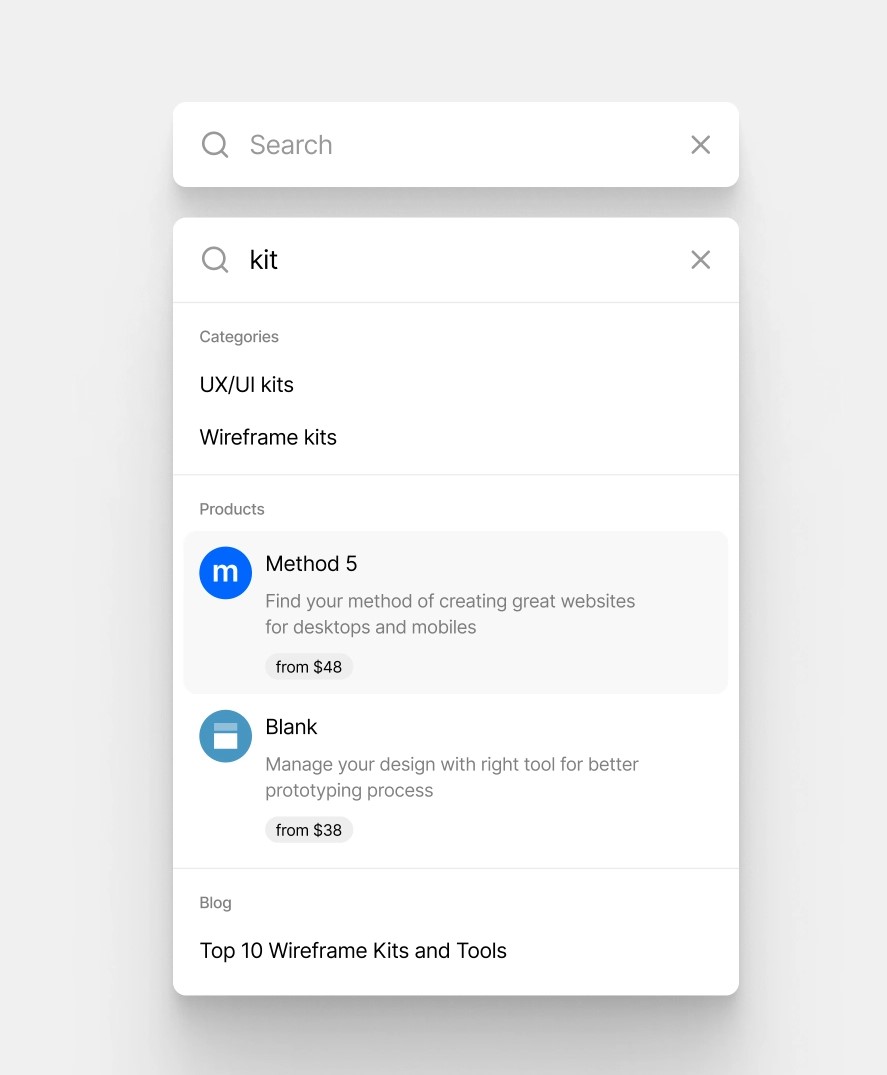 Search
kit
Categories
UX/UI kits
Wireframe kits
Products
m
Method 5
Find your method of creating great websites
for desktops and mobiles
from $48
Blank
Manage your design with right tool for better
prototyping process
from $38
Blog
Top 10 Wireframe Kits and Tools